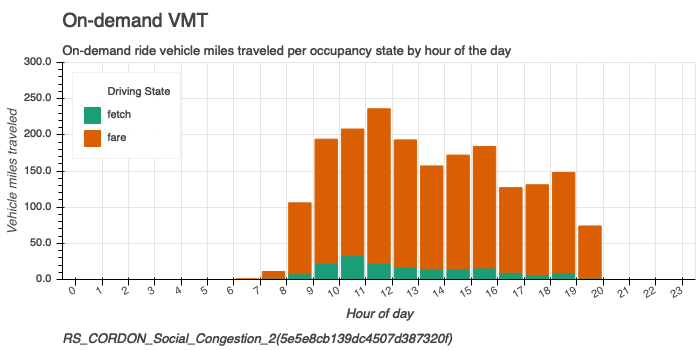 On-demand VMT
On-demand ride vehicle miles traveled per occupancy state by hour of the day
300.0
250.0
200.0
150.0
100.0
50.0
0.0
Vehicle miles traveled
Driving State
fetch
fare
0 1 2 3 4 5 6 7 8 9 10 11 12 13 14 15 16 17 18 19 20 21 22 23
Hour of day
RS_CORDON_Social_Congestion_2(5e5e8cb139dc4507d387320f)